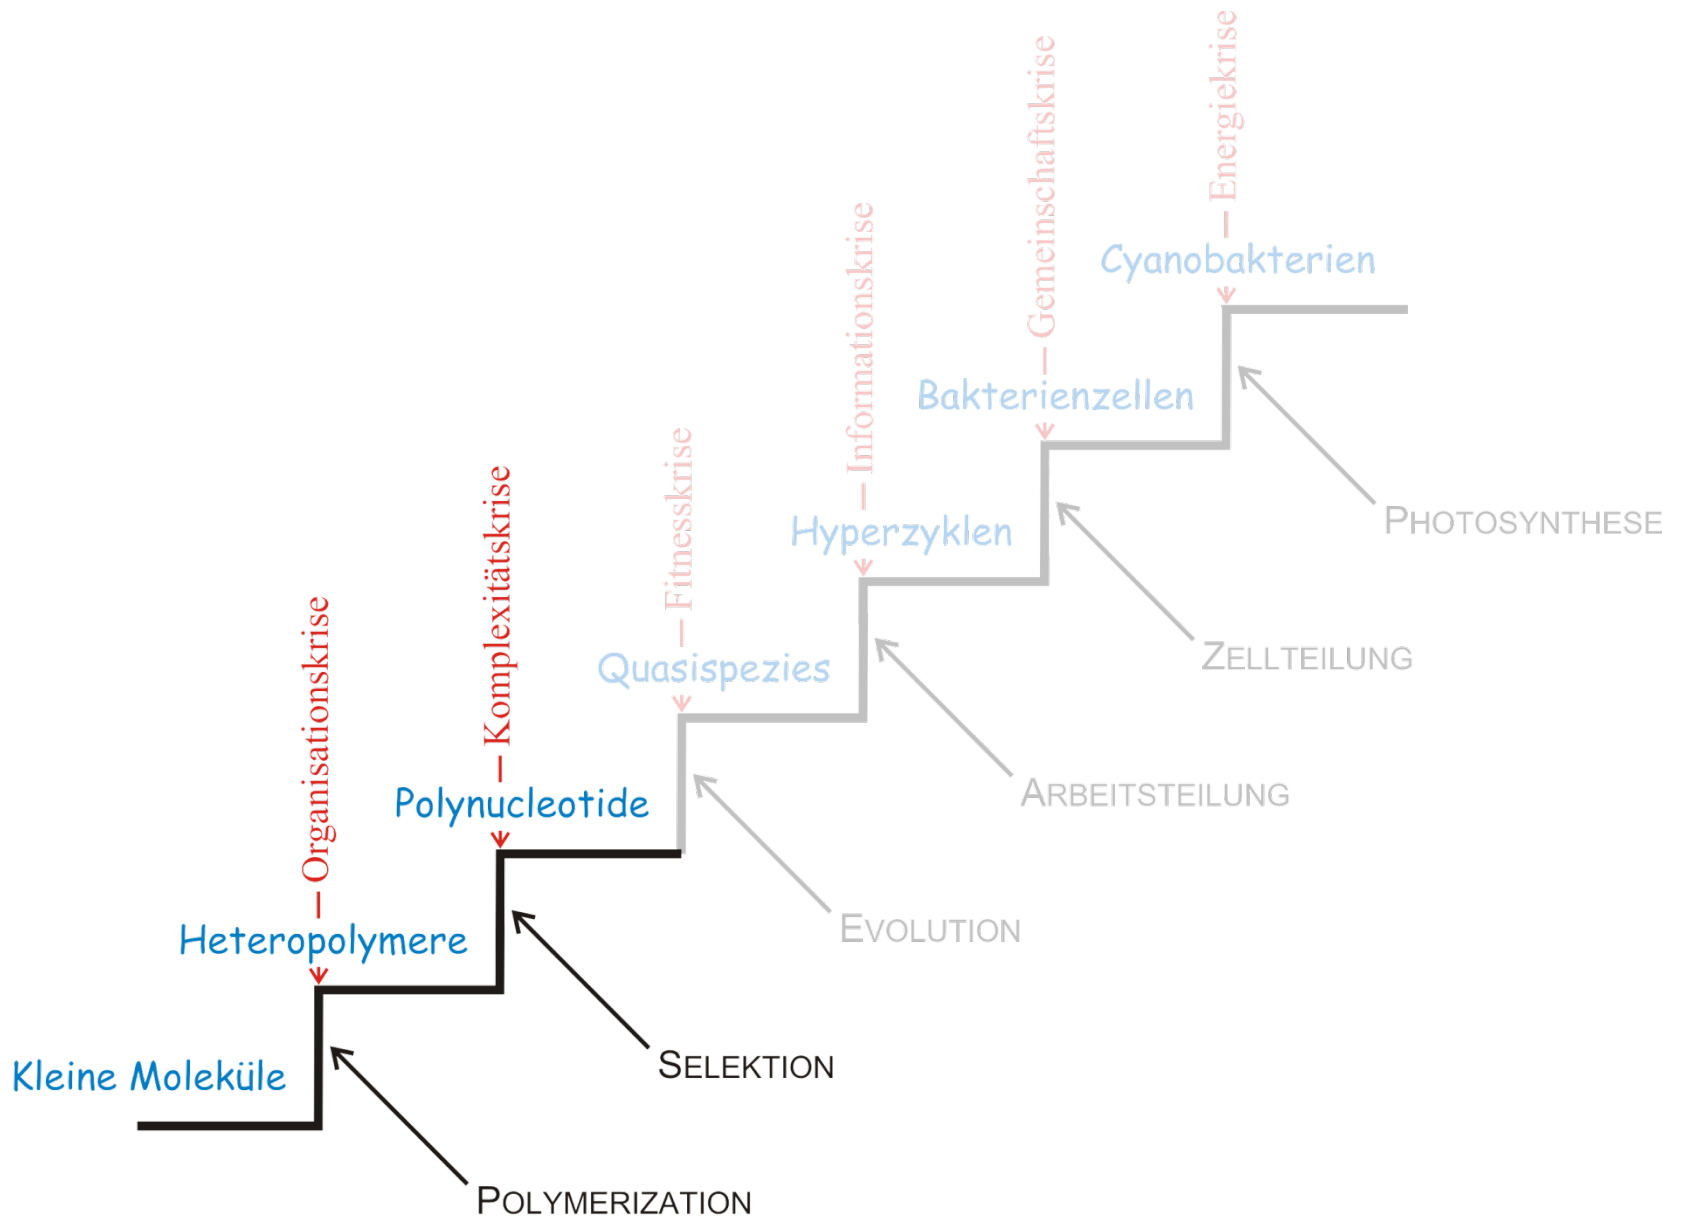 Energiekrise
Gemeinschaftskrise
Cyanobakterien
Informationskrise
Bakterienzellen
PHOTOSYNTHESE
Fitnesskrise
Hyperzyklen
ZELLTEILUNG
Komplexitätskrise
Quasispezies
ARBEITSTEILUNG
Organisationskrise
Polynucleotide
EVOLUTION
Heteropolymere
SELEKTION
Kleine Moleküle
POLYMERIZATION